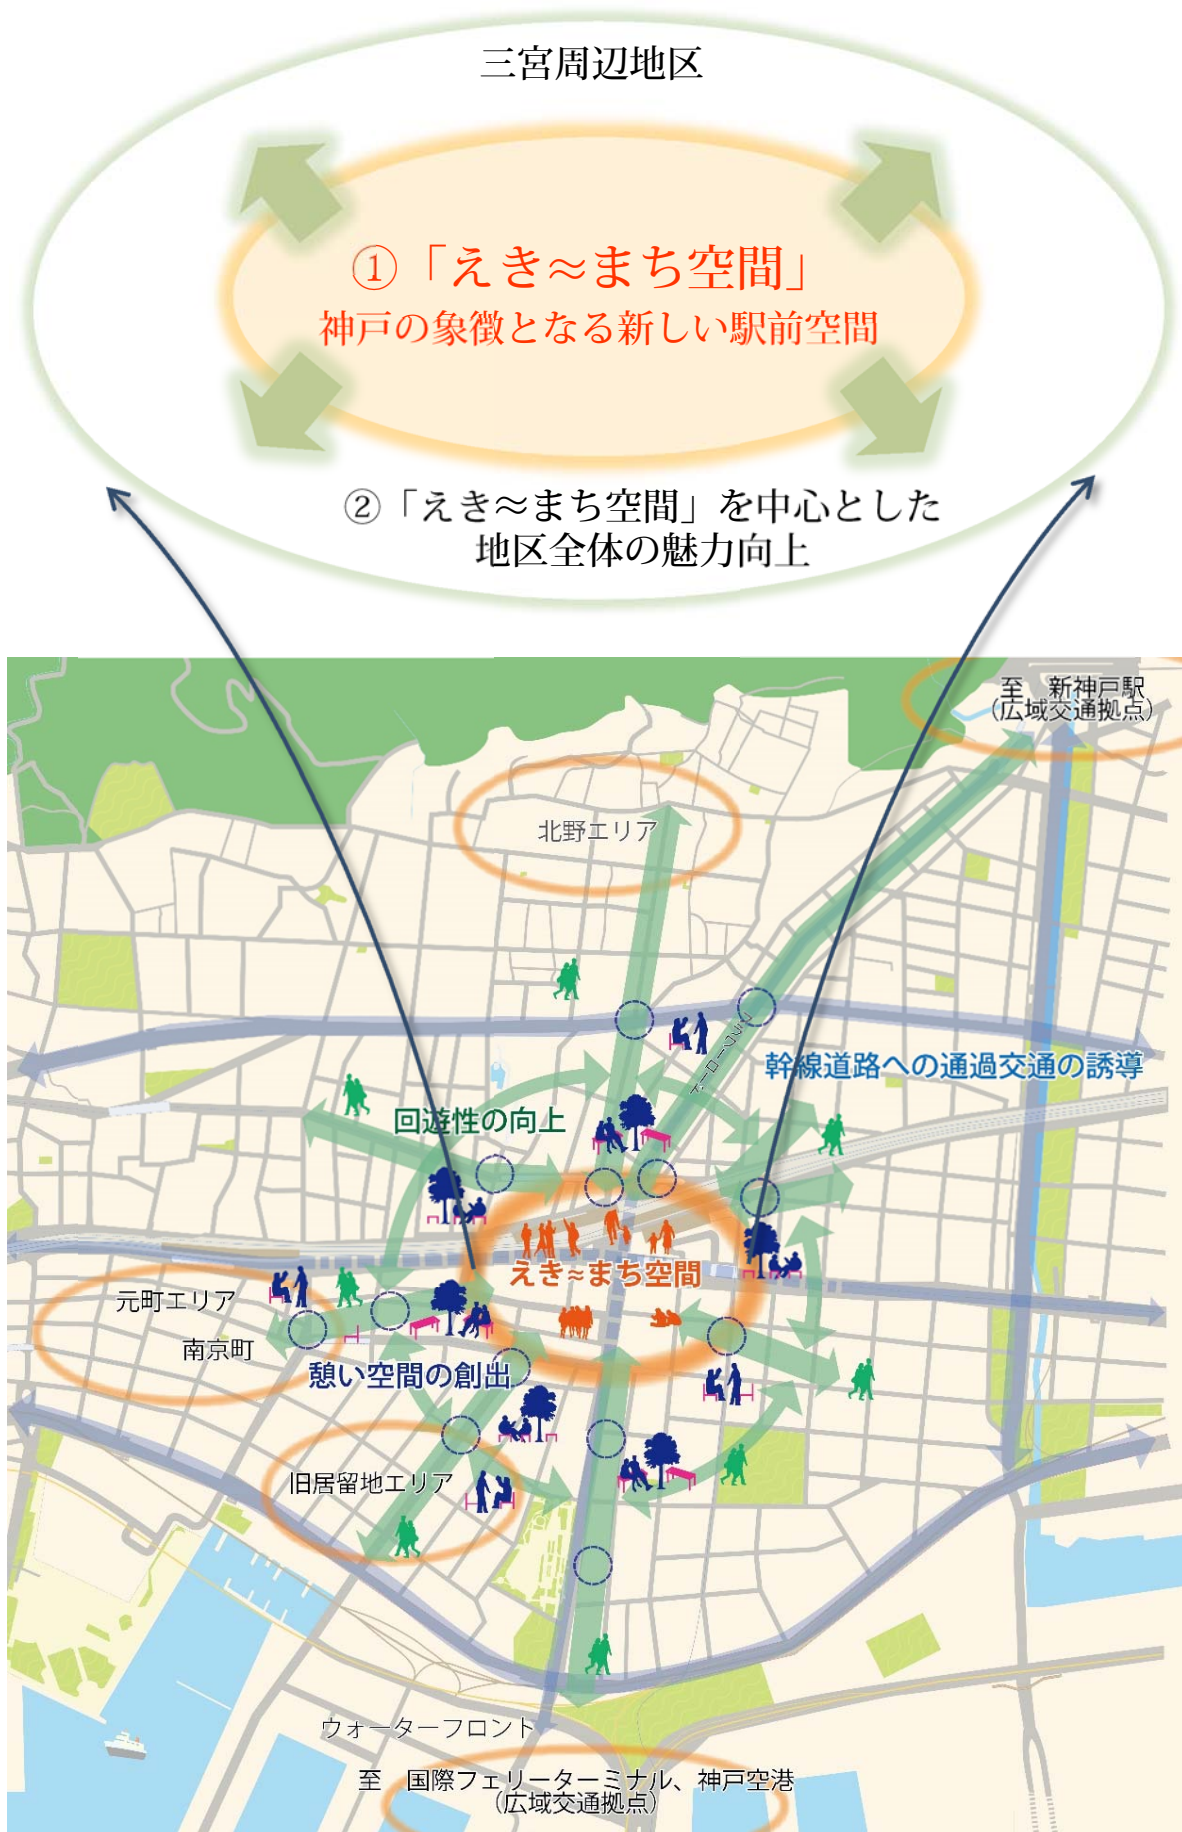 三宮周辺地区
①「えき≈まち空間」
神戸の象徴となる新しい駅前空間
②「えき≈まち空間」を中心とした
地区全体の魅力向上
至　新神戸駅
（広域交通拠点）
北野エリア
フラワーロード
幹線道路への通過交通の誘導
回遊性の向上
えき≈まち空間
元町エリア
南京町
憩い空間の創出
旧居留地エリア
ウォーターフロント
至　国際フェリーターミナル、神戸空港
（広域交通拠点）